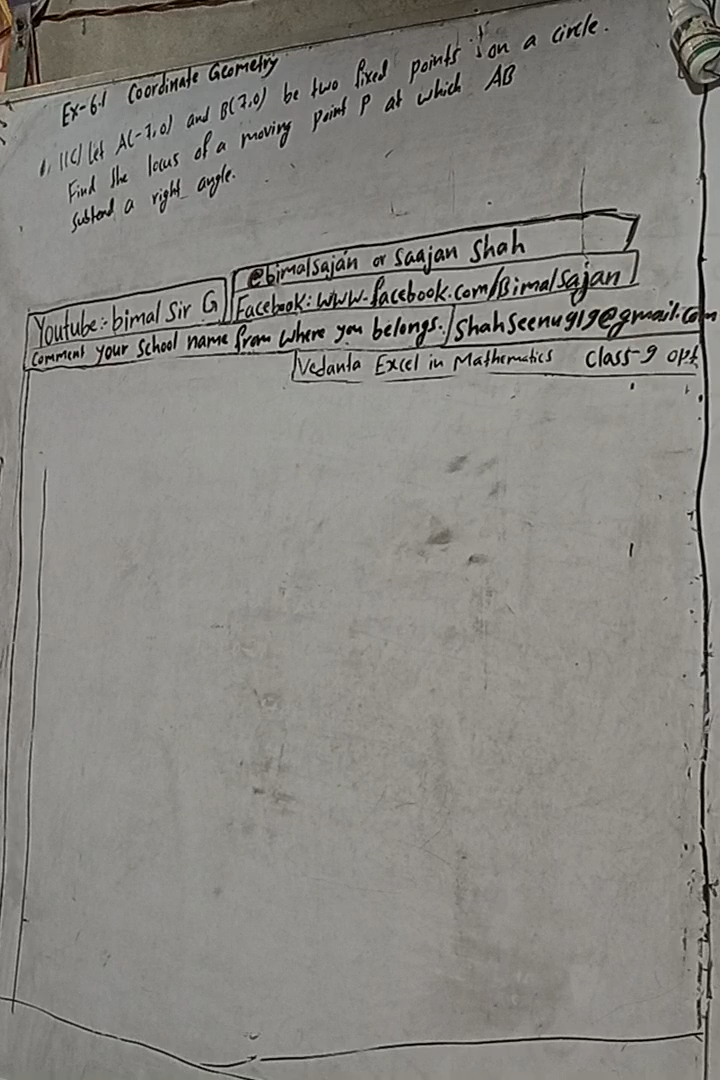 Ex-6.1 Coordinate Geometry
11(c) Let A(-7,0) and B(7,0) be two fixed points on a circle.
Find the locus of a moving point P at which AB
subtend a right angle.
@bimalsajan or Saajan Shah
Youtube:- bimal Sir G
Facebook: www.facebook.com/Bimalsajan
Comment your School name from where you belongs.
Shahseenu919@gmail.com
Vedanta Excel in Mathematics Class-9 opt